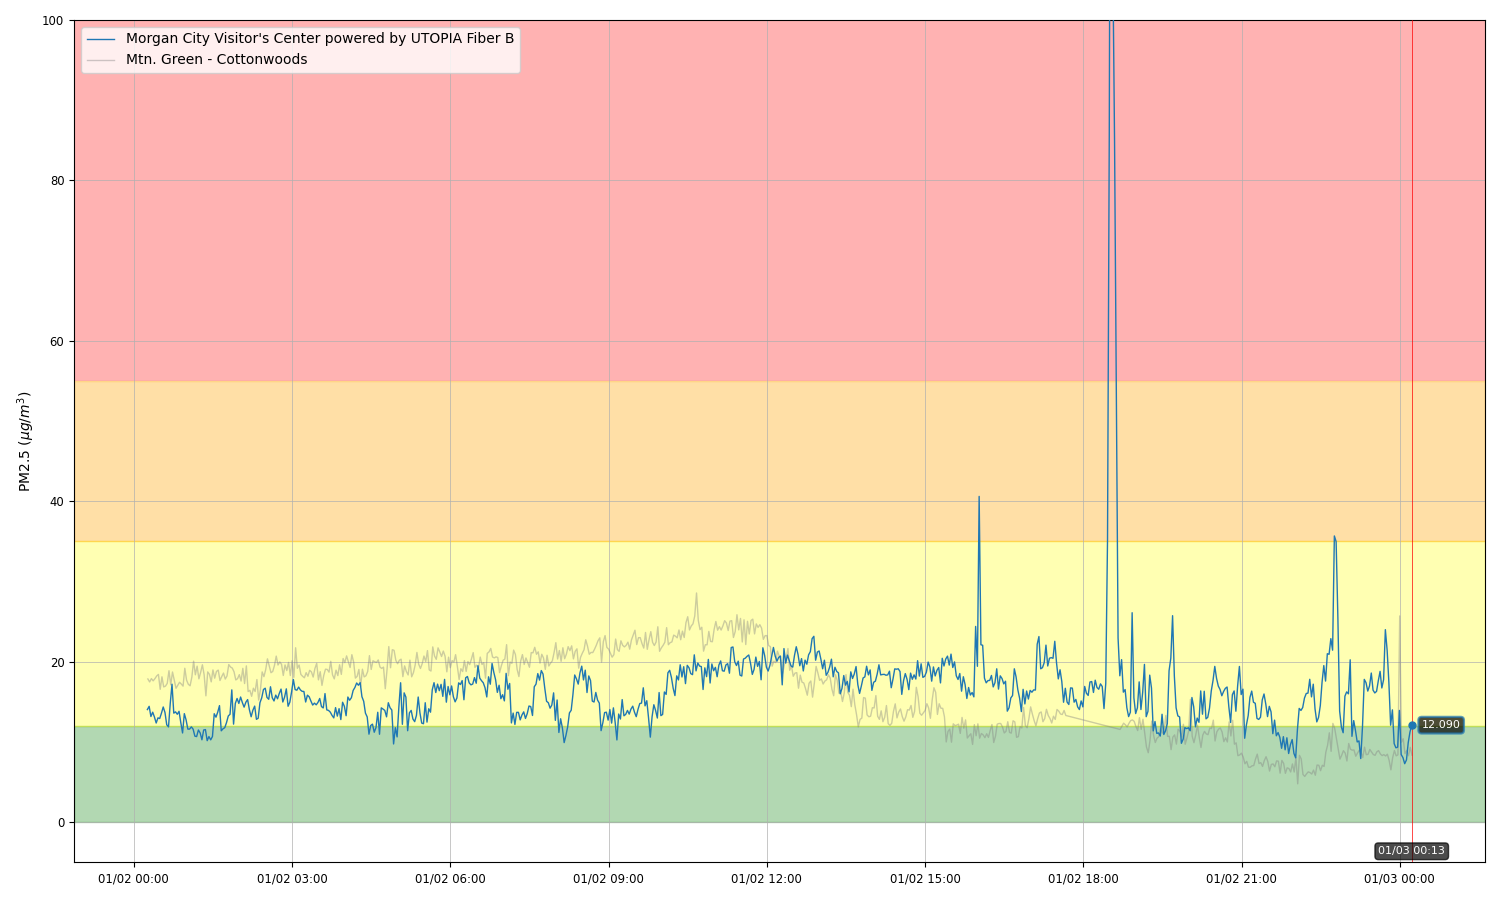 100
Morgan City Visitor's Center powered by UTOPIA Fiber B
Mtn. Green - Cottonwoods
80
60
40
20
0
PM2.5 (μg/m³)
12.090
01/03 00:13
01/02 00:00 01/02 03:00 01/02 06:00 01/02 09:00 01/02 12:00 01/02 15:00 01/02 18:00 01/02 21:00 01/03 00:00